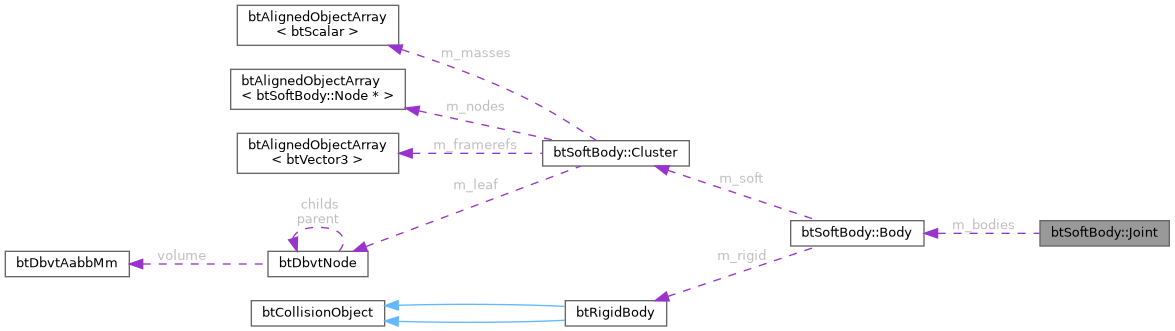 btAlignedObjectArray
< btScalar >
m_masses
btAlignedObjectArray
< btSoftBody::Node * >
m_nodes
btAlignedObjectArray
< btVector3 >
m_framerefs
btSoftBody::Cluster
m_leaf
m_soft
childs
parent
btSoftBody::Body
m_bodies
btSoftBody::Joint
btDbvtAabbMm
volume
btDbvtNode
m_rigid
btCollisionObject
btRigidBody